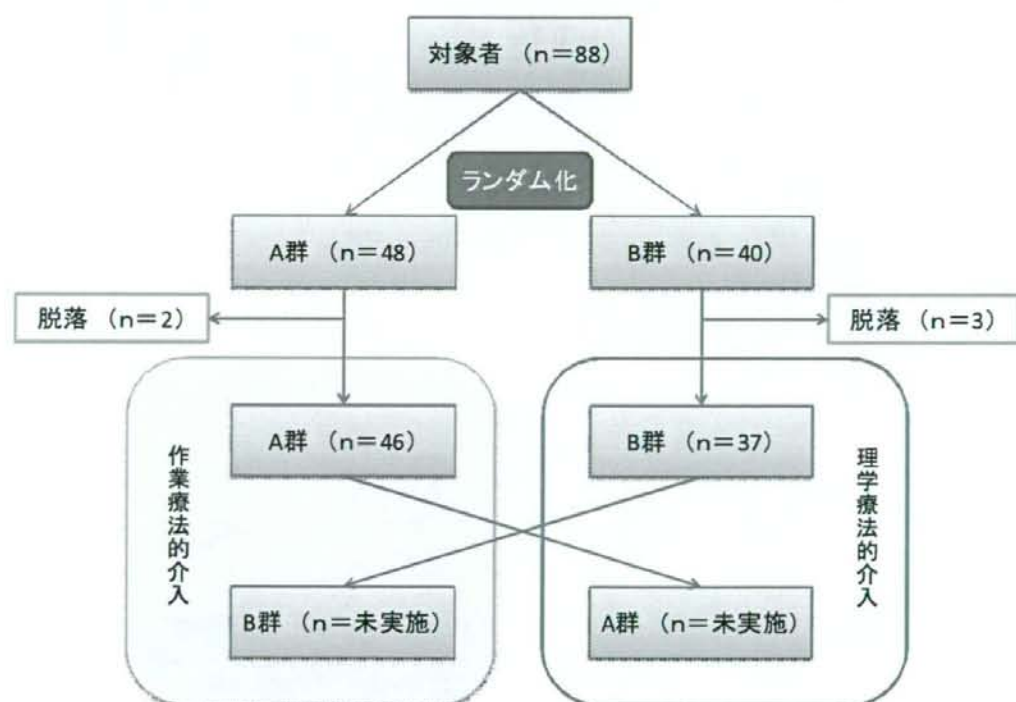 対象者 （n＝88）
ランダム化
A群 （n＝48）
B群 （n＝40）
脱落 （n＝2）
脱落 （n＝3）
作業療法的介入
A群 （n＝46）
B群 （n＝37）
理学療法的介入
B群 （n＝未実施）
A群 （n＝未実施）